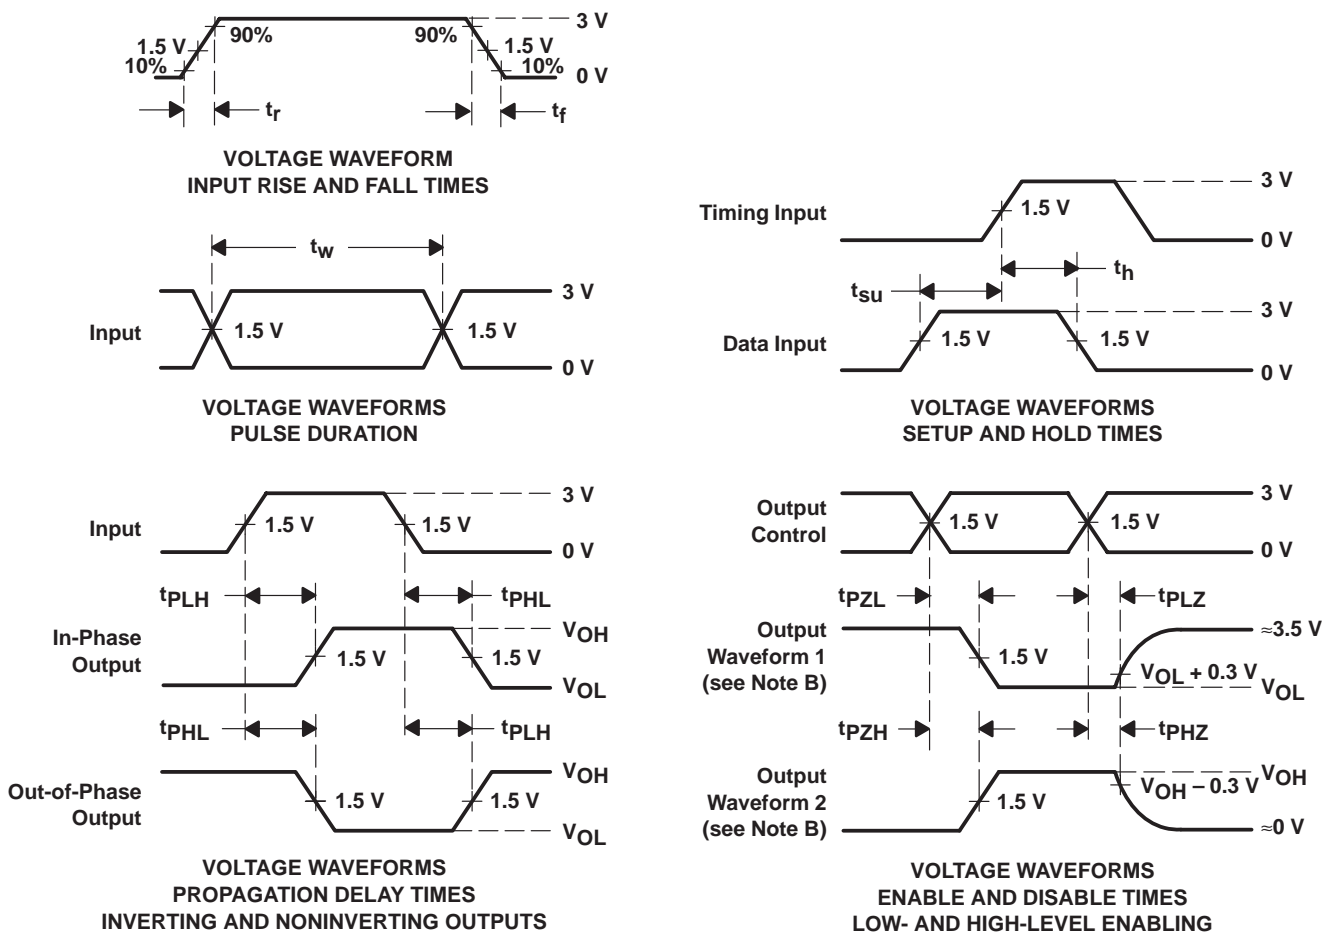 3 V
90%
90%
1.5 V
1.5 V
10%
10%
0 V
tr
tf
VOLTAGE WAVEFORM
INPUT RISE AND FALL TIMES
tw
3 V
Input
1.5 V
1.5 V
0 V
VOLTAGE WAVEFORMS
PULSE DURATION
3 V
Timing Input
1.5 V
0 V
th
tsu
3 V
Data Input
1.5 V
1.5 V
0 V
VOLTAGE WAVEFORMS
SETUP AND HOLD TIMES
3 V
Input
1.5 V
1.5 V
0 V
tPLH
tPHL
In-Phase
Output
VOH
1.5 V
1.5 V
VOL
tPHL
tPLH
Out-of-Phase
Output
VOH
1.5 V
1.5 V
VOL
VOLTAGE WAVEFORMS
PROPAGATION DELAY TIMES
INVERTING AND NONINVERTING OUTPUTS
Output
Control
3 V
1.5 V
1.5 V
0 V
tPZL
tPLZ
Output
Waveform 1
(see Note B)
≈3.5 V
1.5 V
VOL + 0.3 V
VOL
tPZH
tPHZ
Output
Waveform 2
(see Note B)
VOH
VOH − 0.3 V
1.5 V
≈0 V
VOLTAGE WAVEFORMS
ENABLE AND DISABLE TIMES
LOW- AND HIGH-LEVEL ENABLING